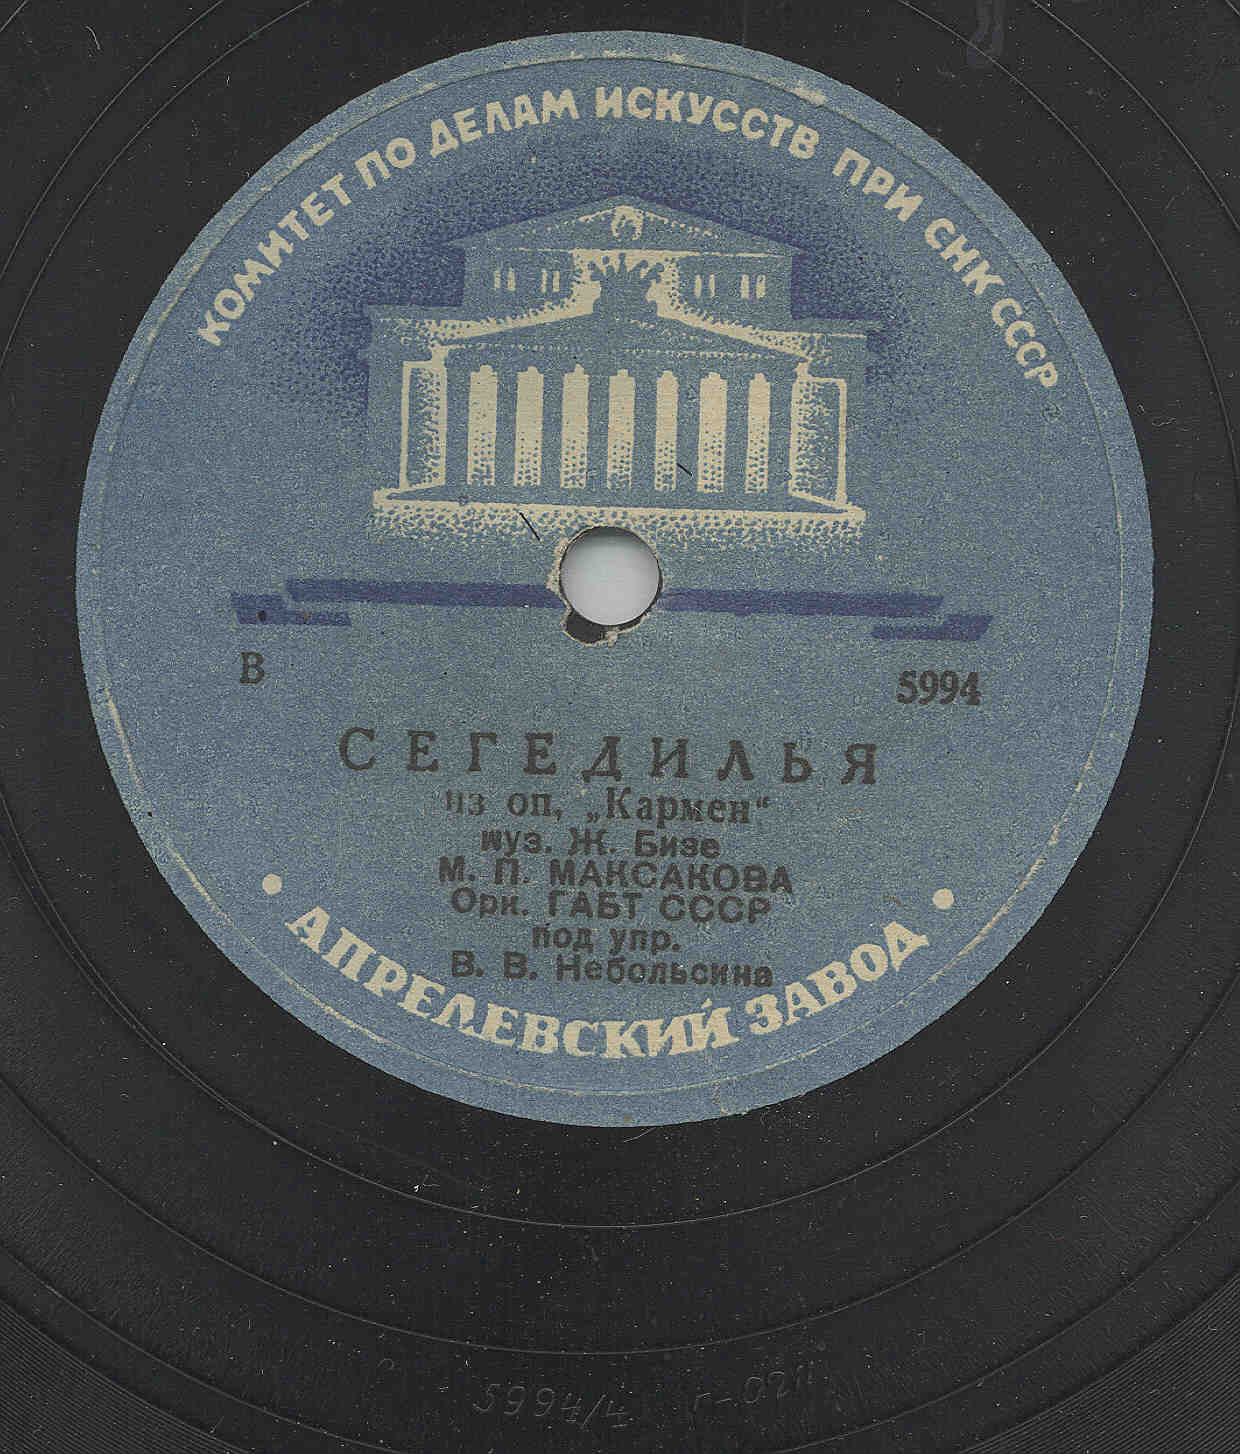 КОМИТЕТ ПО ДЕЛАМ ИСКУССТВ ПРИ СНК СССР
В 5994
СЕГЕДИЛЬЯ
из оп, „Кармен“
муз. Ж. Бизе
М. П. МАКСАКОВА
Орк. ГАБТ СССР
под упр.
В. В. Небольсина
• АПРЕЛЕВСКИЙ ЗАВОД •
5994/4